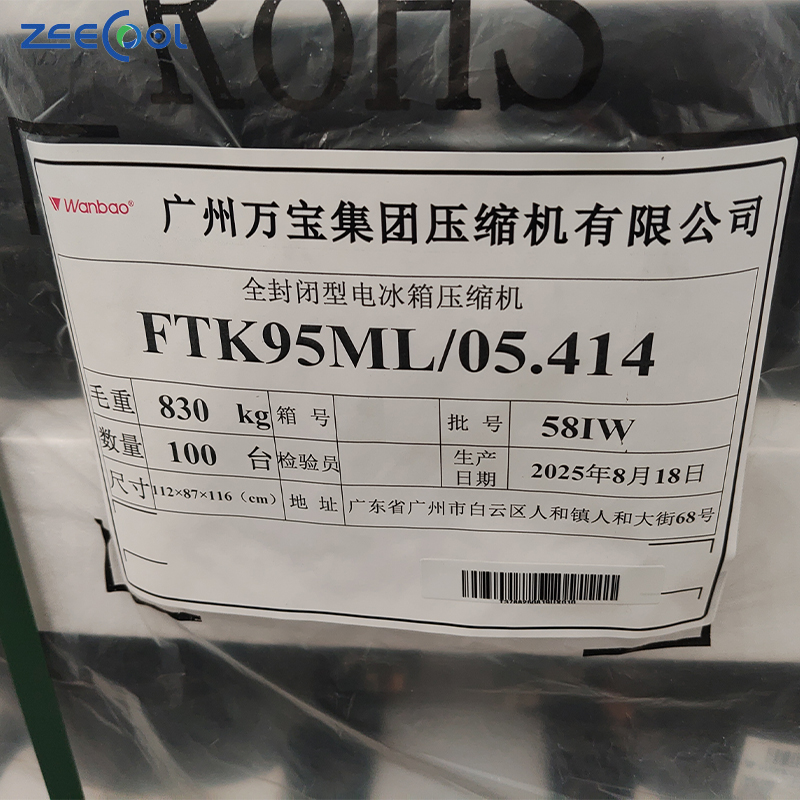 ZEECOOL
RoHS
Wanbao® 广州万宝集团压缩机有限公司
全封闭型电冰箱压缩机
FTK95ML/05.414
毛重 830 kg 箱号 批号 58IW
数量 100 台 检验员 生产日期 2025年8月18日
尺寸 112×87×116（cm） 地址 广东省广州市白云区人和镇人和大街68号